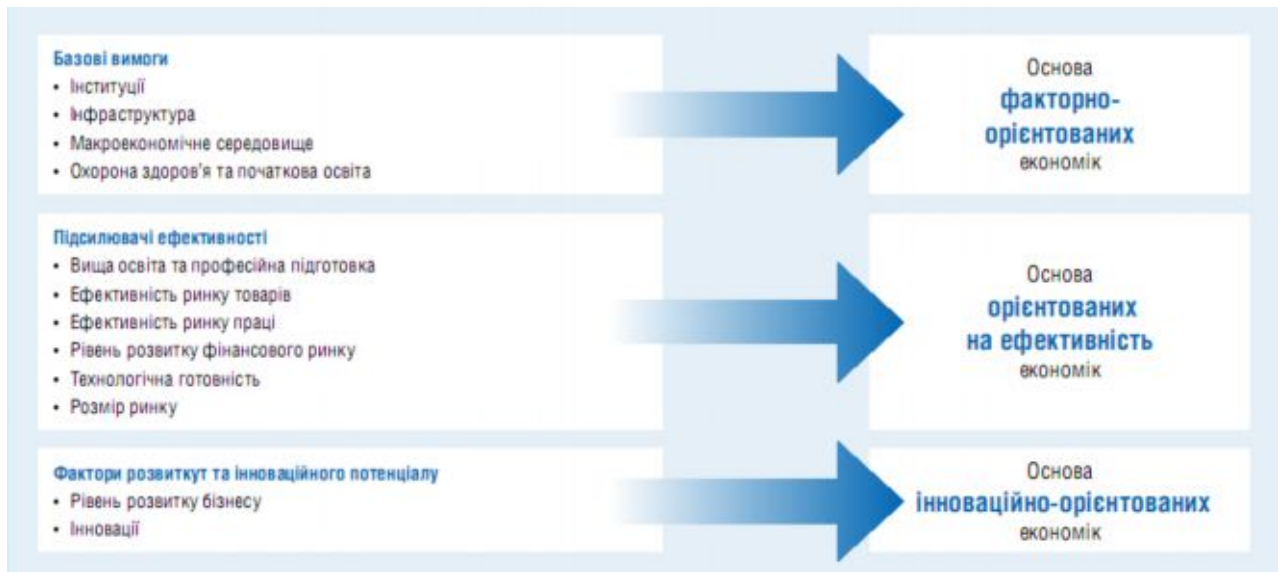 Базові вимоги
• Інституції
• Інфраструктура
• Макроекономічне середовище
• Охорона здоров'я та початкова освіта
Основа
факторно-
орієнтованих
економік
Підсилювачі ефективності
• Вища освіта та професійна підготовка
• Ефективність ринку товарів
• Ефективність ринку праці
• Рівень розвитку фінансового ринку
• Технологічна готовність
• Розмір ринку
Основа
орієнтованих
на ефективність
економік
Фактори розвиткут та інноваційного потенціалу
• Рівень розвитку бізнесу
• Інновації
Основа
інноваційно-орієнтованих
економік